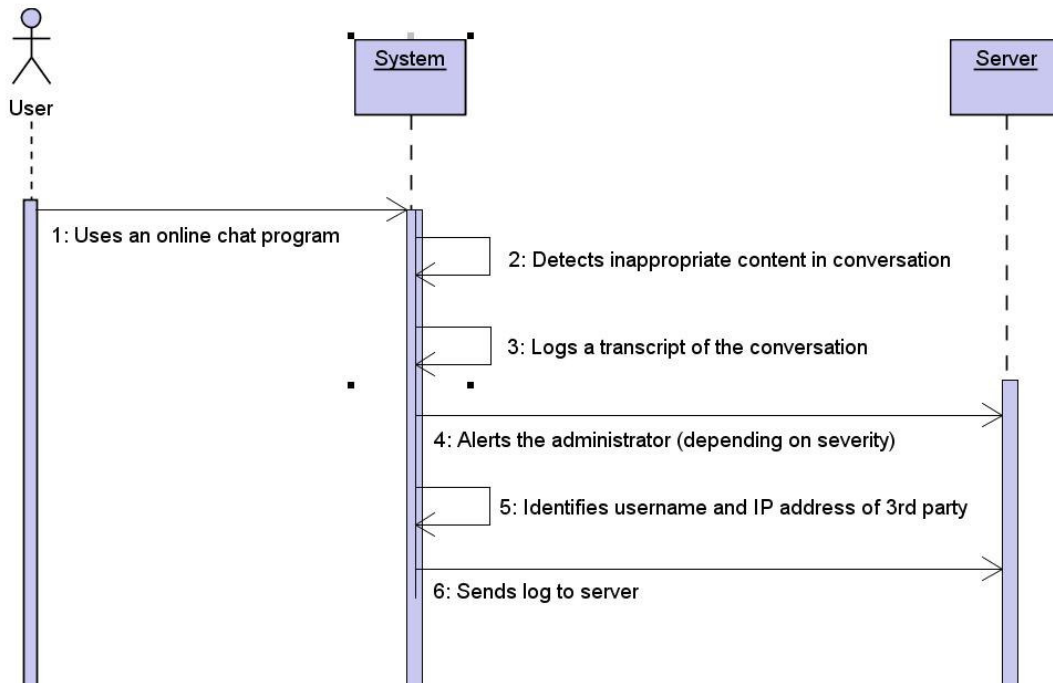 System
Server
User
1: Uses an online chat program
2: Detects inappropriate content in conversation
3: Logs a transcript of the conversation
4: Alerts the administrator (depending on severity)
5: Identifies username and IP address of 3rd party
6: Sends log to server